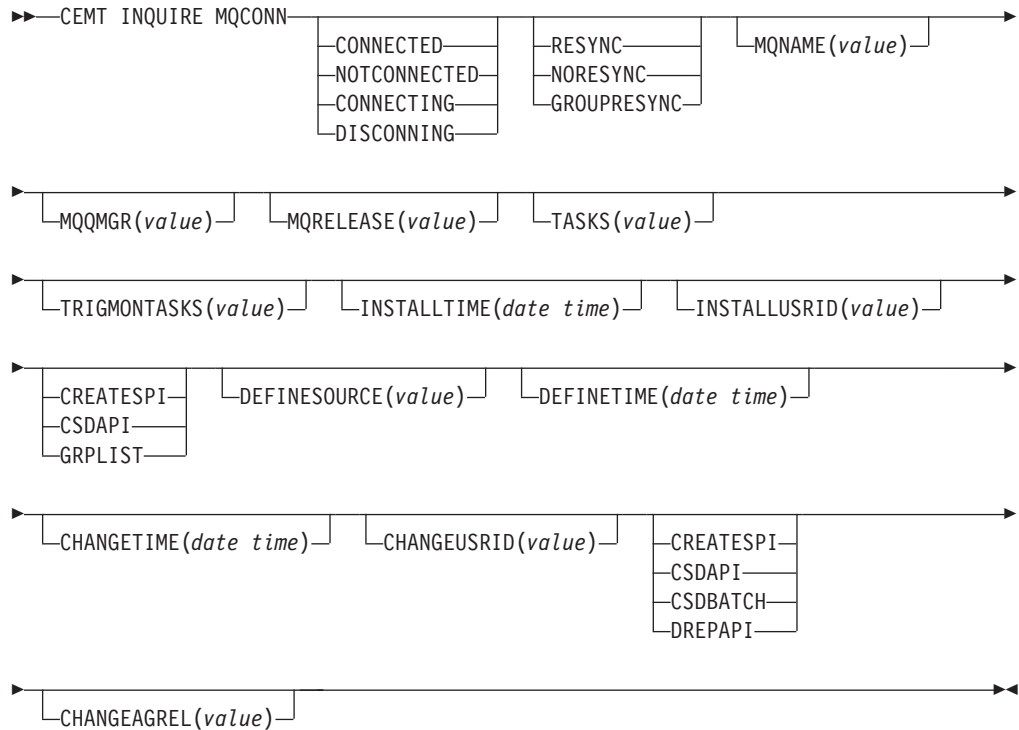 CEMT INQUIRE MQCONN
CONNECTED RESYNC MQNAME(value)
NOTCONNECTED NORESYNC
CONNECTING GROUPRESYNC
DISCONNING
MQQMGR(value) MQRELEASE(value) TASKS(value)
TRIGMONTASKS(value) INSTALLTIME(date time) INSTALLUSRID(value)
CREATESPI DEFINESOURCE(value) DEFINETIME(date time)
CSDAPI
GRPLIST
CHANGETIME(date time) CHANGEUSRID(value) CREATESPI
CSDAPI
CSDBATCH
DREPAPI
CHANGEAGREL(value)